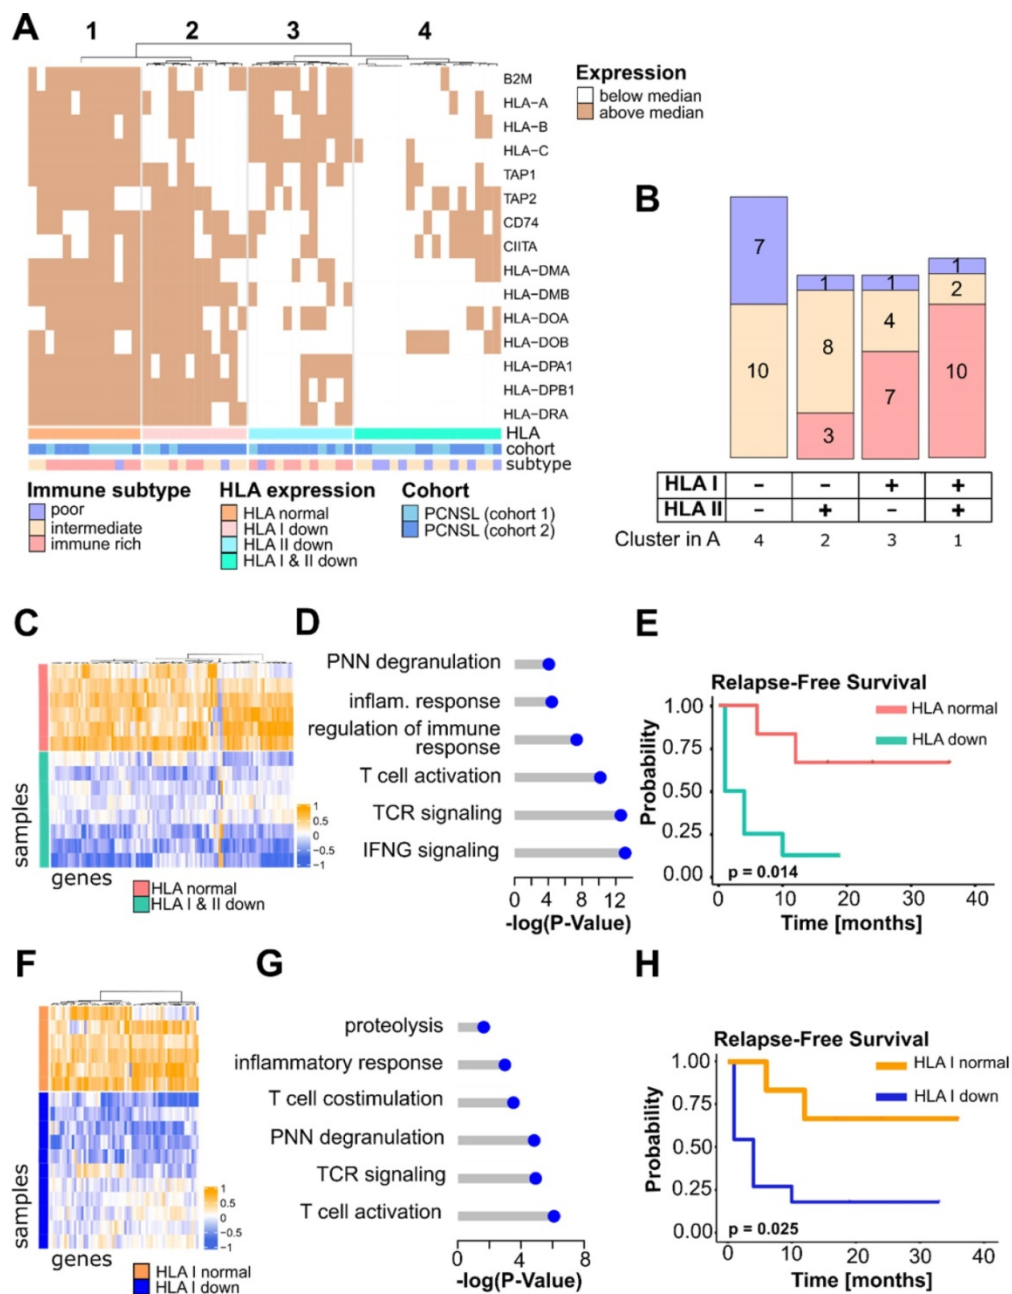 A
1 2 3 4
B2M
HLA-A
HLA-B
HLA-C
TAP1
TAP2
CD74
CIITA
HLA-DMA
HLA-DMB
HLA-DOA
HLA-DOB
HLA-DPA1
HLA-DPB1
HLA-DRA
HLA
cohort
subtype
Expression
below median
above median
Immune subtype
poor
intermediate
immune rich
HLA expression
HLA normal
HLA I down
HLA II down
HLA I & II down
Cohort
PCNSL (cohort 1)
PCNSL (cohort 2)
B
7 1 1 1
10 8 4 2
3 7 10
HLA I - - + +
HLA II - + - +
Cluster in A 4 2 3 1
C
samples
genes
1
0.5
0
−0.5
−1
HLA normal
HLA I & II down
D
PNN degranulation
inflam. response
regulation of immune
response
T cell activation
TCR signaling
IFNG signaling
0 4 8 12
-log(P-Value)
E
Relapse-Free Survival
HLA normal
HLA down
Probability
1.00
0.75
0.50
0.25
0.00
p = 0.014
0 10 20 30 40
Time [months]
F
samples
genes
1
0.5
0
−0.5
−1
HLA I normal
HLA I down
G
proteolysis
inflammatory response
T cell costimulation
PNN degranulation
TCR signaling
T cell activation
0 2 4 8
-log(P-Value)
H
Relapse-Free Survival
HLA I normal
HLA I down
Probability
1.00
0.75
0.50
0.25
0.00
p = 0.025
0 10 20 30 40
Time [months]